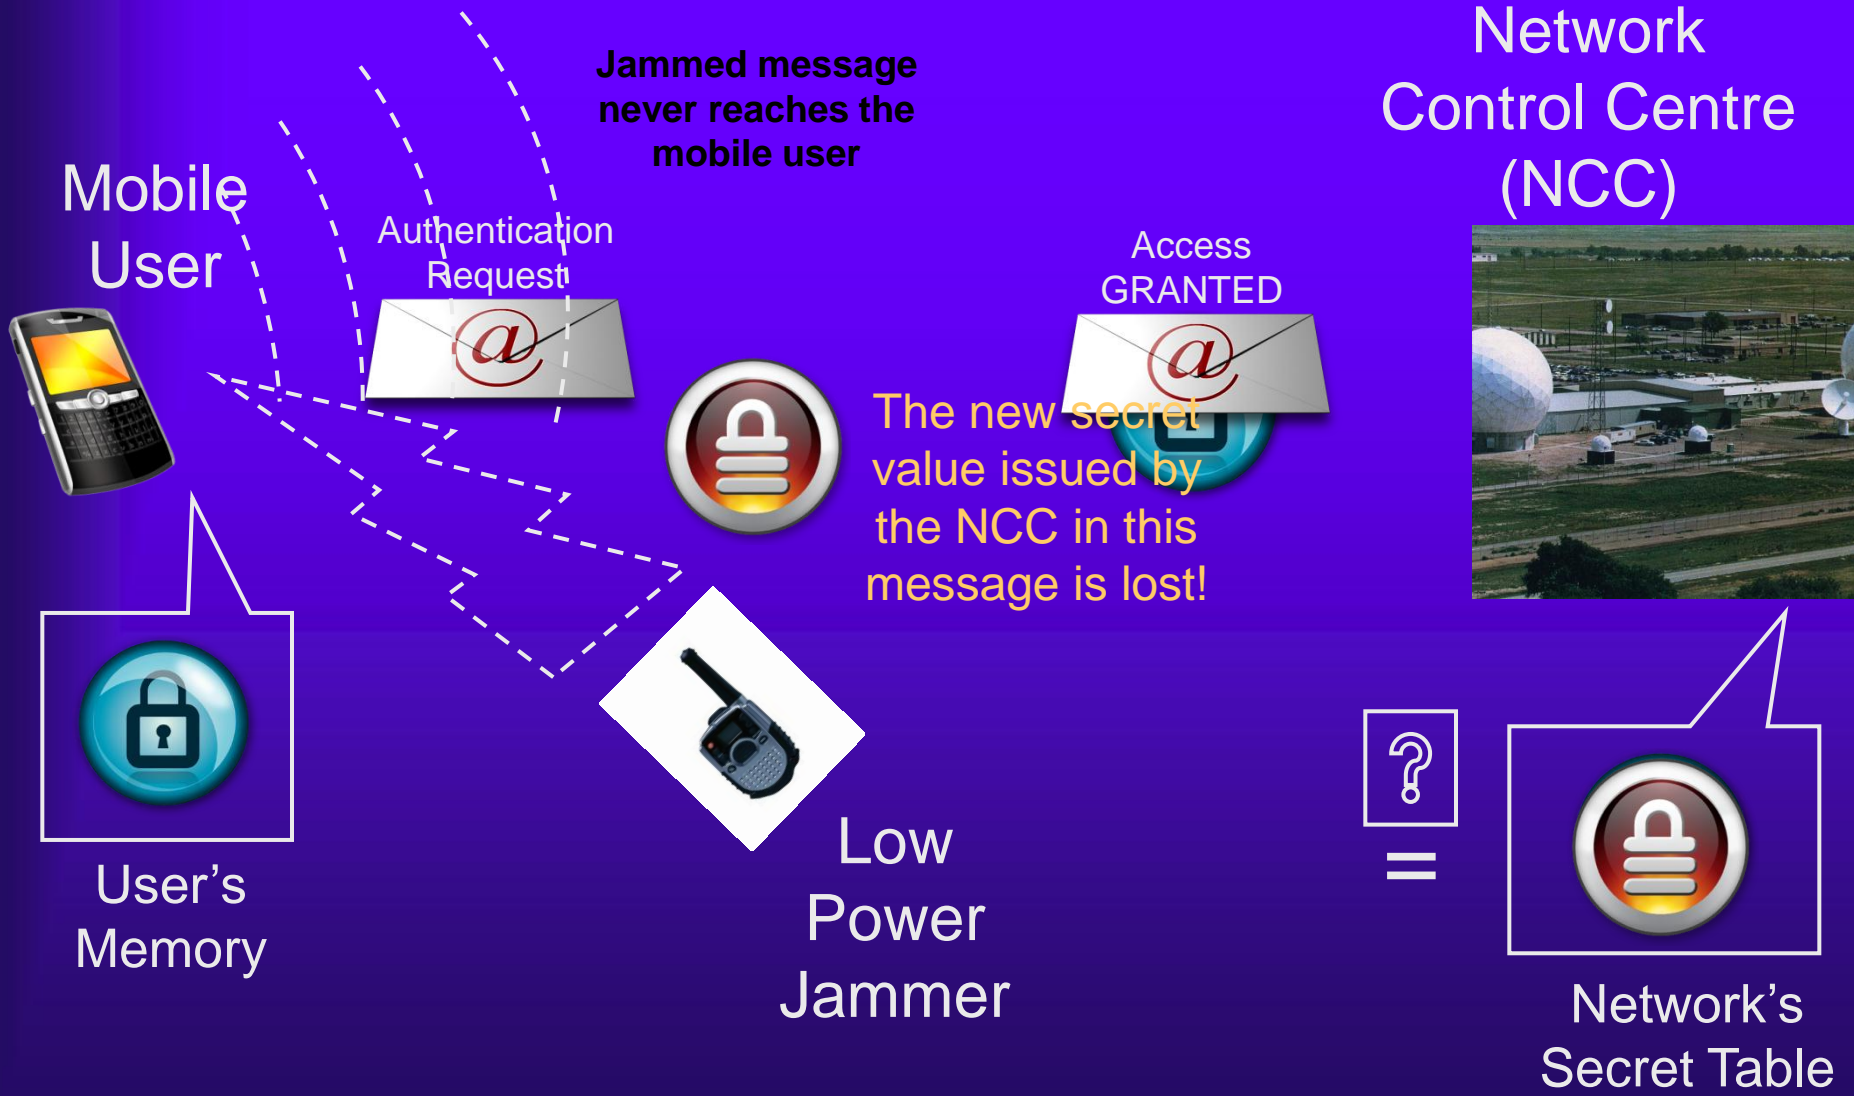 Jammed message
never reaches the
mobile user
Network
Control Centre
(NCC)
Mobile
User
Authentication
Request
@
Access
GRANTED
@
The new secret
value issued by
the NCC in this
message is lost!
?
=
User’s
Memory
Low
Power
Jammer
Network’s
Secret Table